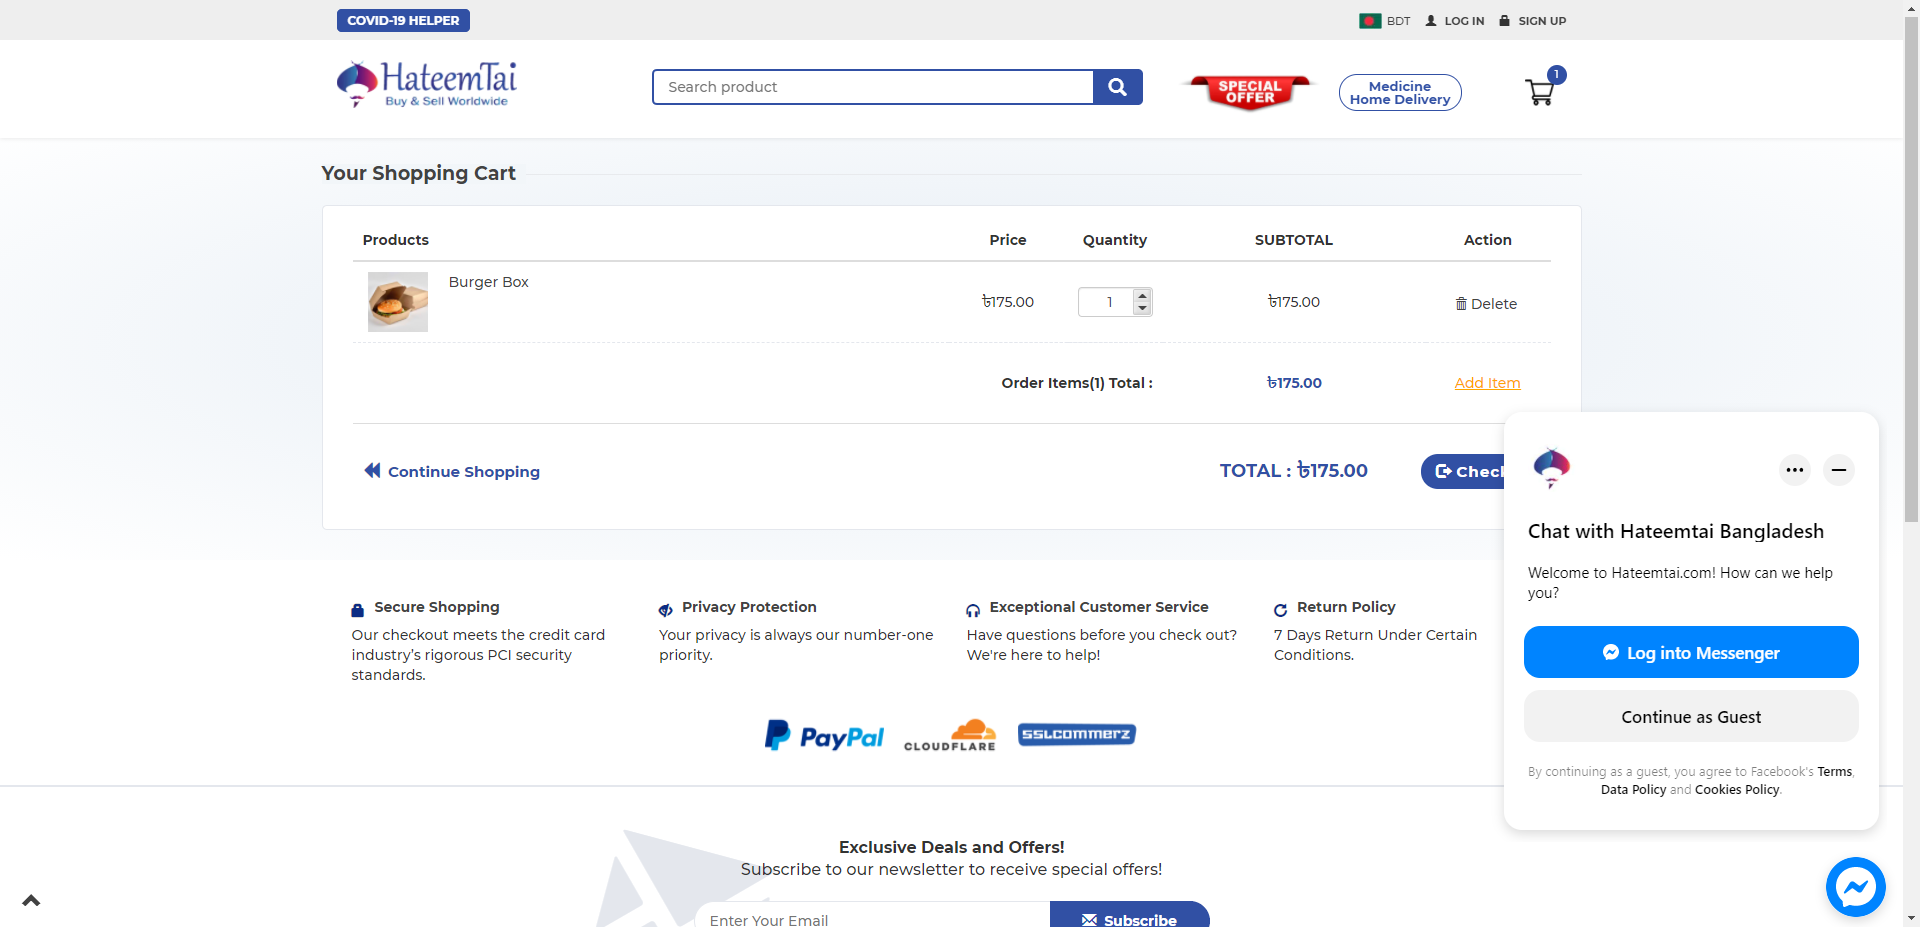 COVID-19 HELPER
BDT
LOG IN
SIGN UP
HateemTai
Buy & Sell Worldwide
Search product
SPECIAL
OFFER
Medicine
Home Delivery
1
Your Shopping Cart
Products
Price
Quantity
SUBTOTAL
Action
Burger Box
৳175.00
1
৳175.00
Delete
Order Items(1) Total :
৳175.00
Add Item
Continue Shopping
TOTAL : ৳175.00
Chec
Chat with Hateemtai Bangladesh
Welcome to Hateemtai.com! How can we help
you?
Log into Messenger
Continue as Guest
By continuing as a guest, you agree to Facebook's Terms,
Data Policy and Cookies Policy.
Secure Shopping
Our checkout meets the credit card
industry's rigorous PCI security
standards.
Privacy Protection
Your privacy is always our number-one
priority.
Exceptional Customer Service
Have questions before you check out?
We're here to help!
Return Policy
7 Days Return Under Certain
Conditions.
PayPal
CLOUDFLARE
SSLCOMMERZ
Exclusive Deals and Offers!
Subscribe to our newsletter to receive special offers!
Enter Your Email
Subscribe